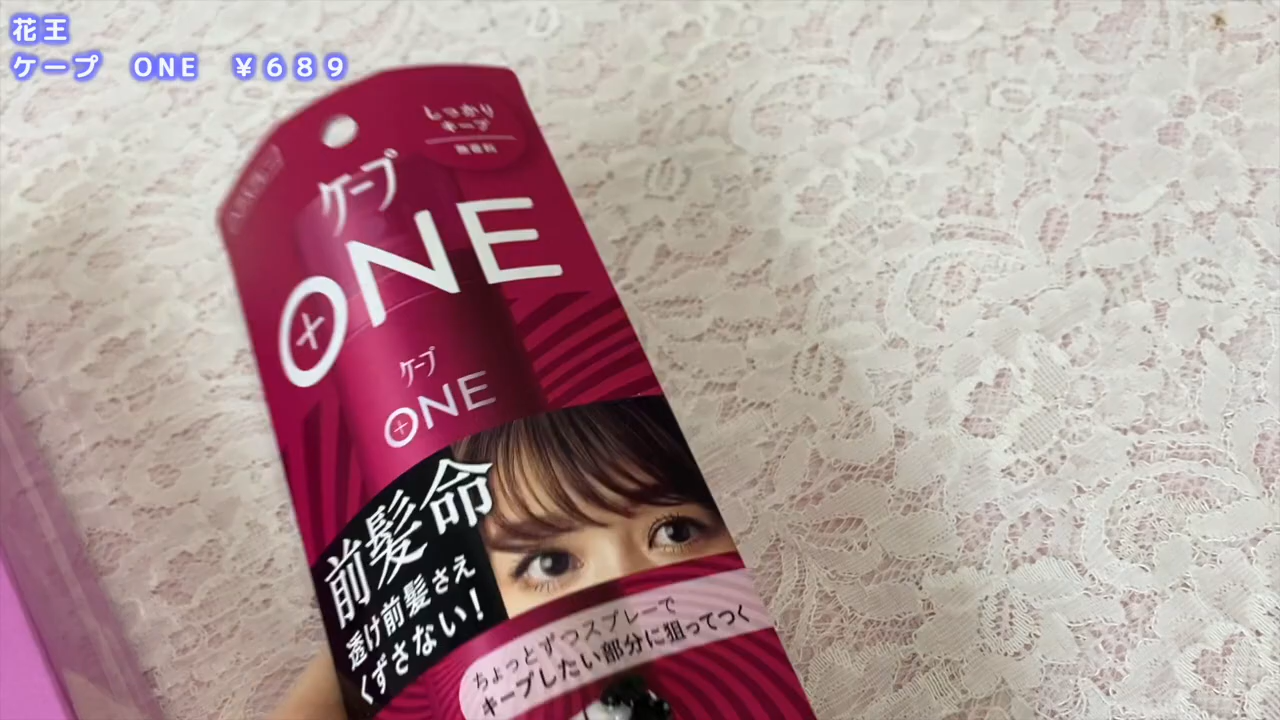 花王
ケープ ONE ￥６８９
しっかり
キープ
無香料
ケープ
ONE
ケープ
ONE
前髪命
透け前髪さえ
くずさない！
ちょっとずつスプレーで
キープしたい部分に狙ってつく